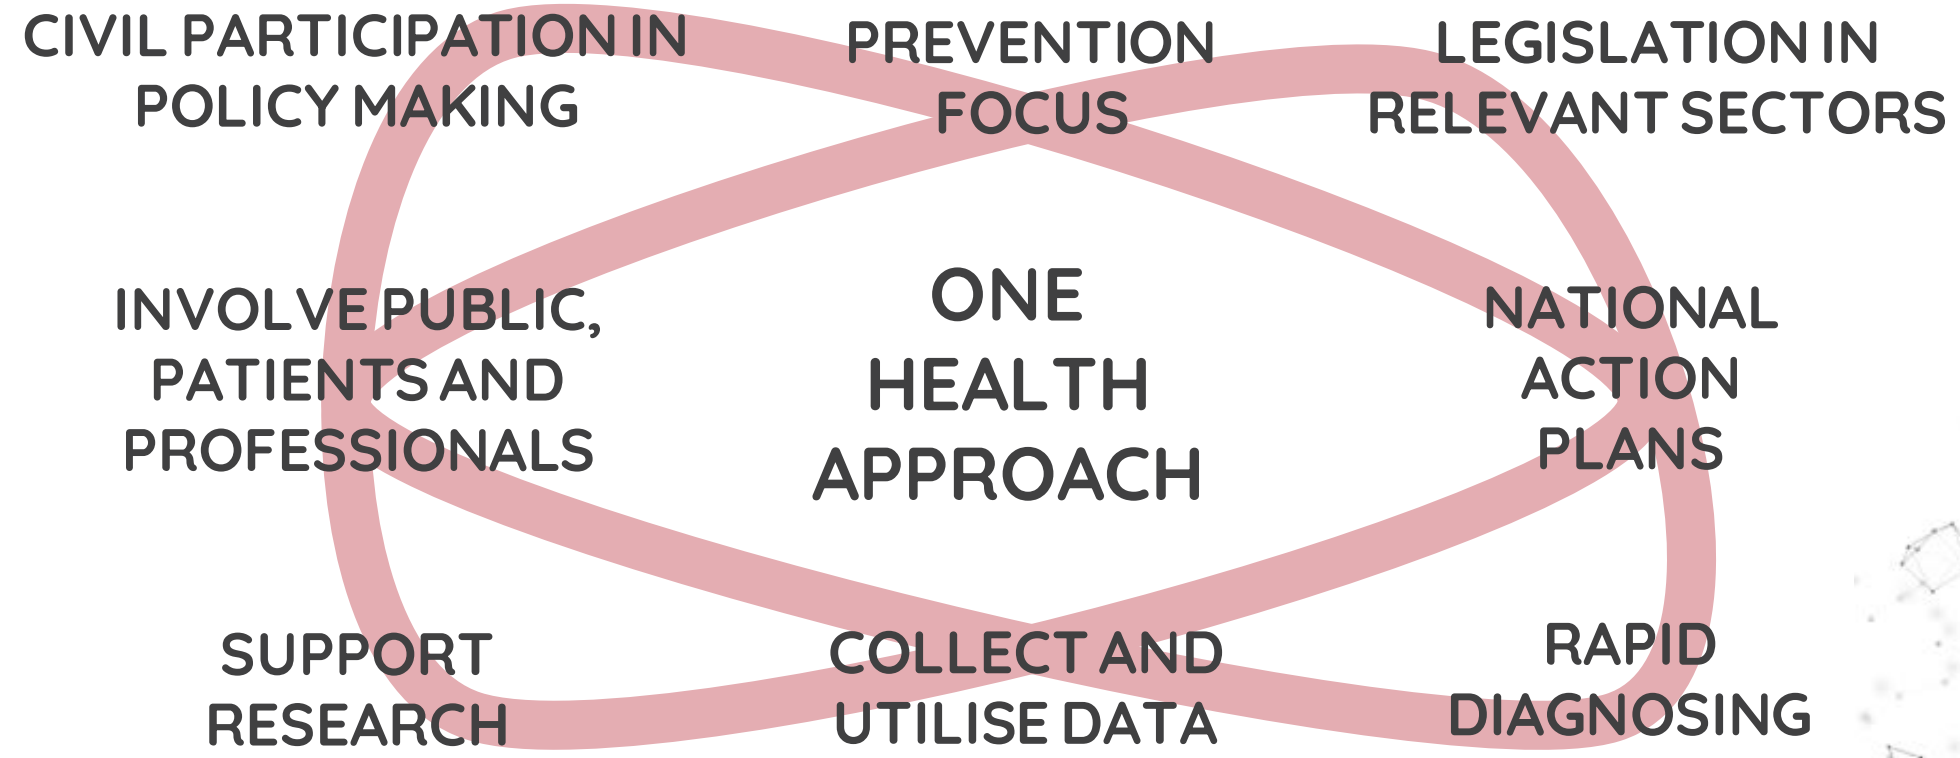 CIVIL PARTICIPATION IN
POLICY MAKING
PREVENTION
FOCUS
LEGISLATION IN
RELEVANT SECTORS
INVOLVE PUBLIC,
PATIENTS AND
PROFESSIONALS
ONE
HEALTH
APPROACH
NATIONAL
ACTION
PLANS
SUPPORT
RESEARCH
COLLECT AND
UTILISE DATA
RAPID
DIAGNOSING